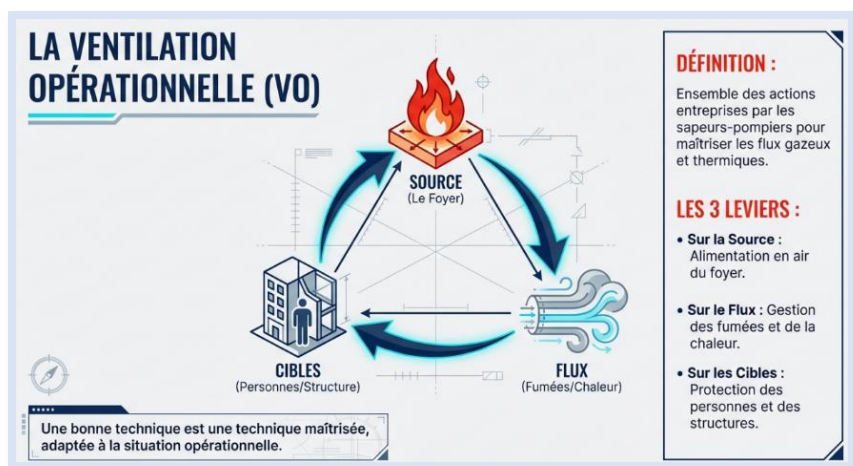 LA VENTILATION
OPÉRATIONNELLE (VO)
SOURCE
(Le Foyer)
CIBLES
(Personnes/Structure)
FLUX
(Fumées/Chaleur)
Une bonne technique est une technique maîtrisée,
adaptée à la situation opérationnelle.
DÉFINITION :
Ensemble des actions
entreprises par les
sapeurs-pompiers pour
maîtriser les flux gazeux
et thermiques.
LES 3 LEVIERS :
• Sur la Source :
Alimentation en air
du foyer.
• Sur le Flux : Gestion
des fumées et de la
chaleur.
• Sur les Cibles :
Protection des
personnes et des
structures.